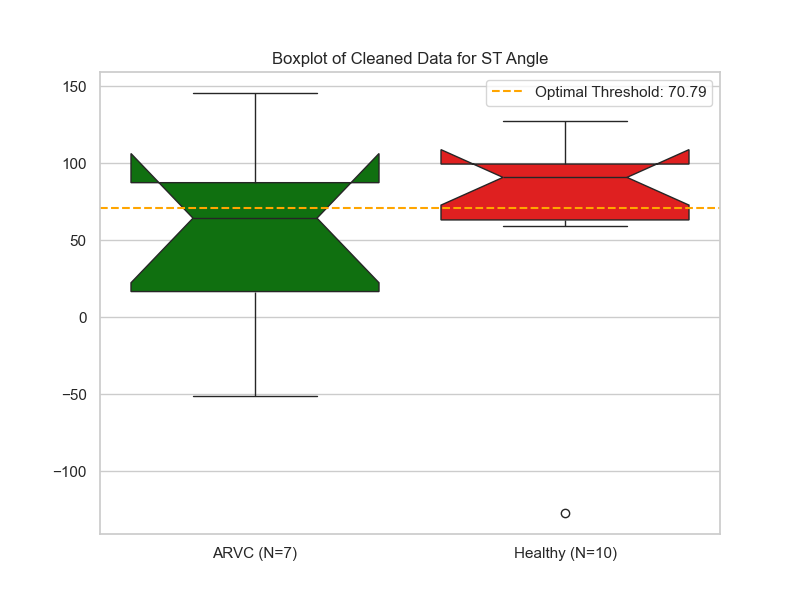 Boxplot of Cleaned Data for ST Angle
Optimal Threshold: 70.79
150
100
50
0
−50
−100
ARVC (N=7)
Healthy (N=10)